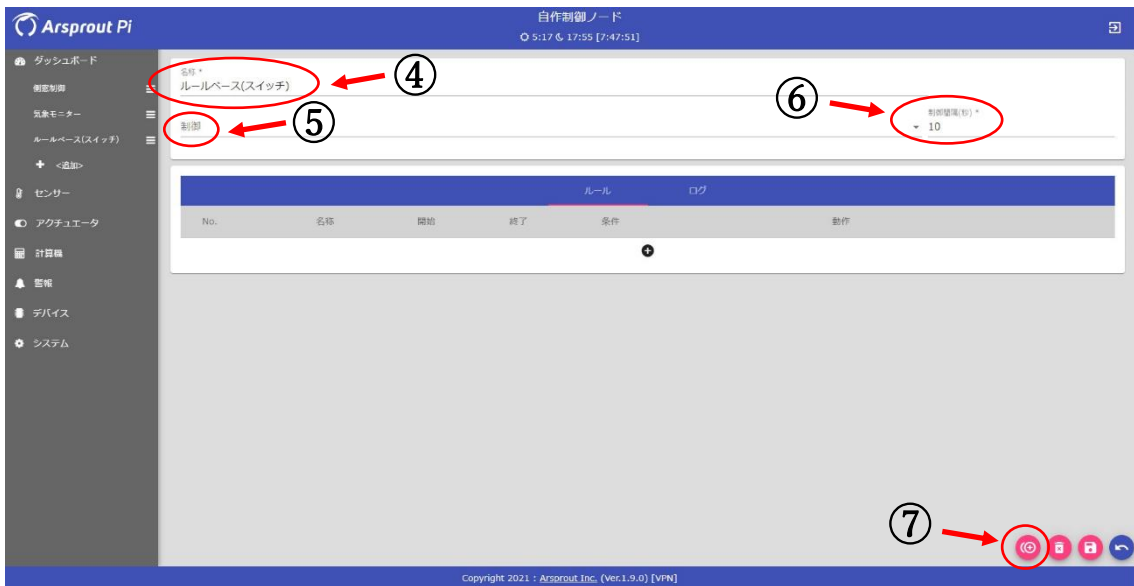 Arsprout Pi
自作制御ノード
5:17 17:55 [7:47:51]
ダッシュボード
側窓制御
気象モニター
ルールベース(スイッチ)
<追加>
センサー
アクチュエータ
計算機
警報
デバイス
システム
名称 *
ルールベース(スイッチ)
④
制御
⑤
⑥
制御間隔(秒) *
10
ルール ログ
No. 名称 開始 終了 条件 動作
⑦
Copyright 2021 : Arsprout Inc. (Ver.1.9.0) [VPN]